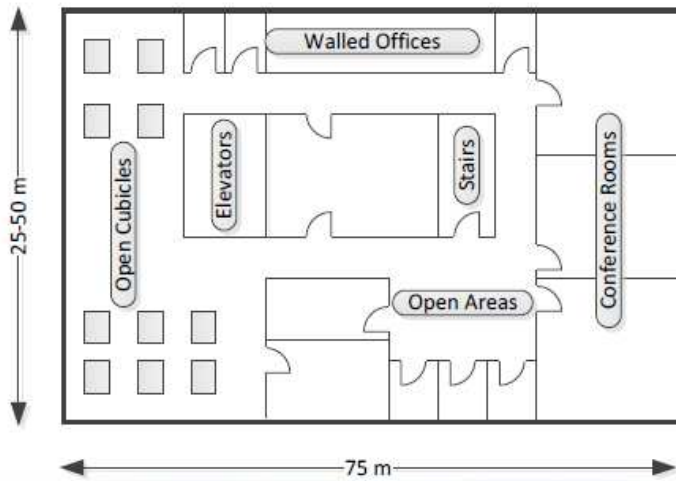 Walled Offices
Elevators
Stairs
Open Cubicles
Conference Rooms
25-50 m
Open Areas
75 m